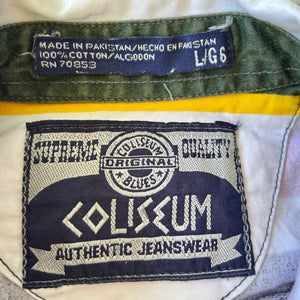 MADE IN PAKISTAN/HECHO EN PAKISTAN
100% COTTON/ALGODON
RN 70853
L/G 6
COLISEUM
SUPREME ORIGINAL QUALITY
BLUES
COLISEUM
AUTHENTIC JEANSWEAR